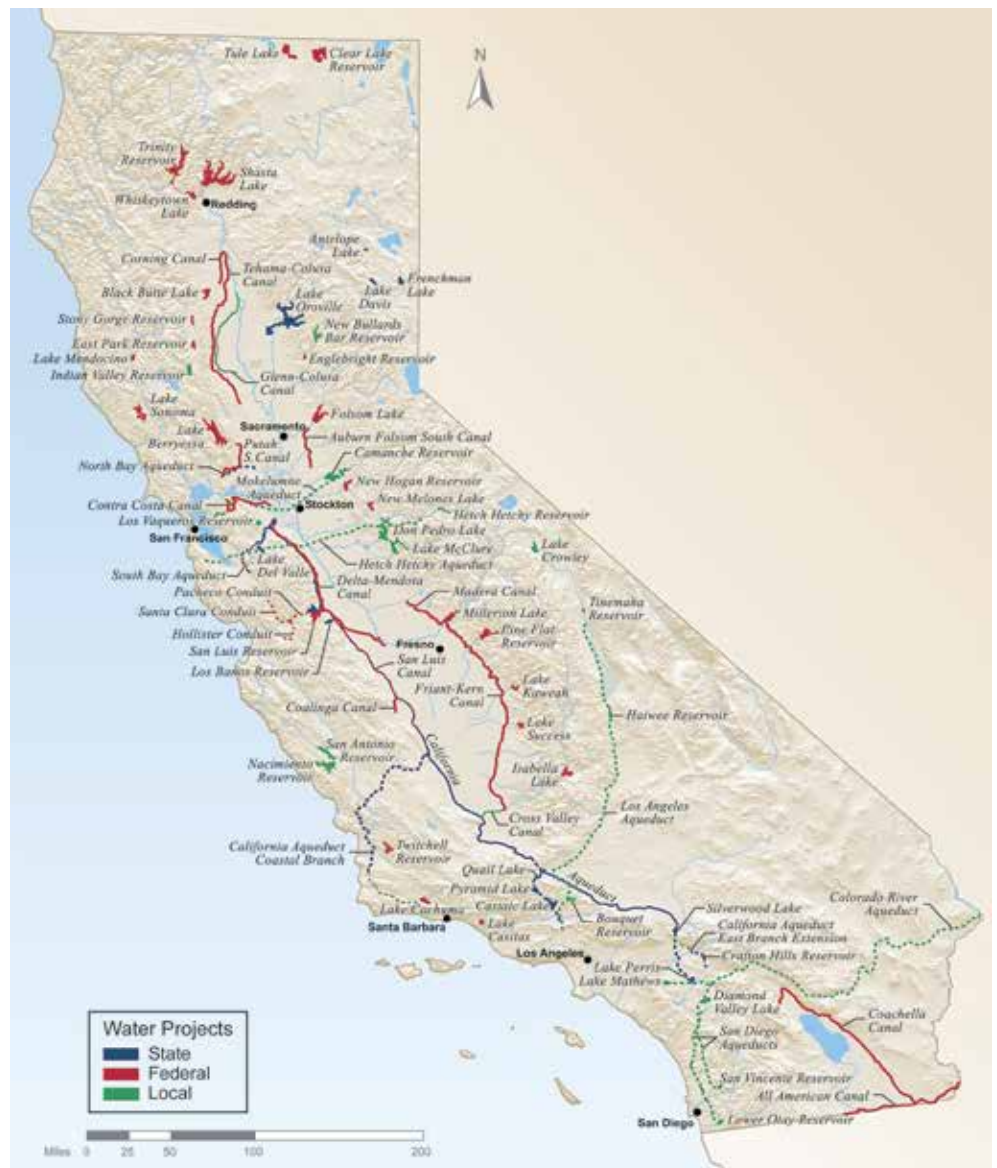 N
Tule Lake
Clear Lake
Reservoir
Trinity
Reservoir
Shasta
Lake
Whiskeytown
Lake
Redding
Antelope
Lake
Corning Canal
Tehama-Colusa
Canal
Frenchman
Lake
Lake
Davis
Black Butte Lake
Lake
Oroville
Stony Gorge Reservoir
New Bullards
Bar Reservoir
East Park Reservoir
Lake Mendocino
Englebright Reservoir
Indian Valley Reservoir
Glenn-Colusa
Canal
Lake
Sonoma
Folsom Lake
Sacramento
Lake
Berryessa
Putah
S. Canal
Auburn Folsom South Canal
Camanche Reservoir
North Bay Aqueduct
Mokelumne
Aqueduct
New Hogan Reservoir
New Melones Lake
Contra Costa Canal
Stockton
Hetch Hetchy Reservoir
Los Vaqueros Reservoir
Don Pedro Lake
San Francisco
Lake McClure
Lake
Crowley
South Bay Aqueduct
Lake
Del Valle
Hetch Hetchy Aqueduct
Delta-Mendota
Canal
Pacheco Conduit
Madera Canal
Tinemaha
Reservoir
Santa Clara Conduit
Millerton Lake
Hollister Conduit
Pine Flat
Reservoir
San Luis Reservoir
Fresno
Los Baños Reservoir
San Luis
Canal
Friant-Kern
Canal
Lake
Kaweah
Coalinga Canal
Haiwee Reservoir
Lake
Success
San Antonio
Reservoir
California
Nacimiento
Reservoir
Isabella
Lake
Los Angeles
Aqueduct
Cross Valley
Canal
California Aqueduct
Coastal Branch
Twitchell
Reservoir
Quail Lake
Aqueduct
Pyramid Lake
Colorado River
Aqueduct
Lake Cachuma
Castaic Lake
Silverwood Lake
Santa Barbara
Lake
Casitas
Bouquet
Reservoir
California Aqueduct
East Branch Extension
Los Angeles
Crafton Hills Reservoir
Lake Perris
Lake Mathews
Diamond
Valley Lake
Coachella
Canal
San Diego
Aqueducts
San Vincente Reservoir
All American Canal
San Diego
Lower Otay Reservoir
Water Projects
State
Federal
Local
Miles 0 25 50 100 200